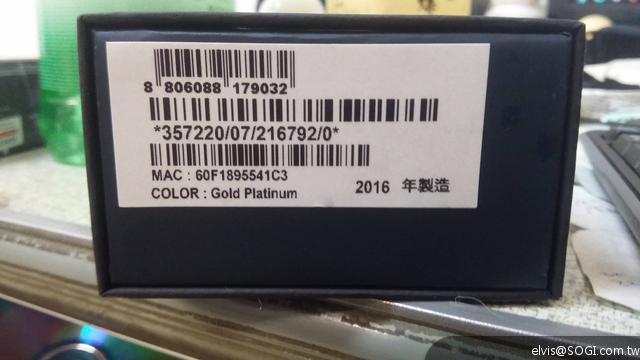 8 806088 179032
*357220/07/216792/0*
MAC : 60F1895541C3
COLOR : Gold Platinum
2016 年製造
elvis@SOGI.com.tw